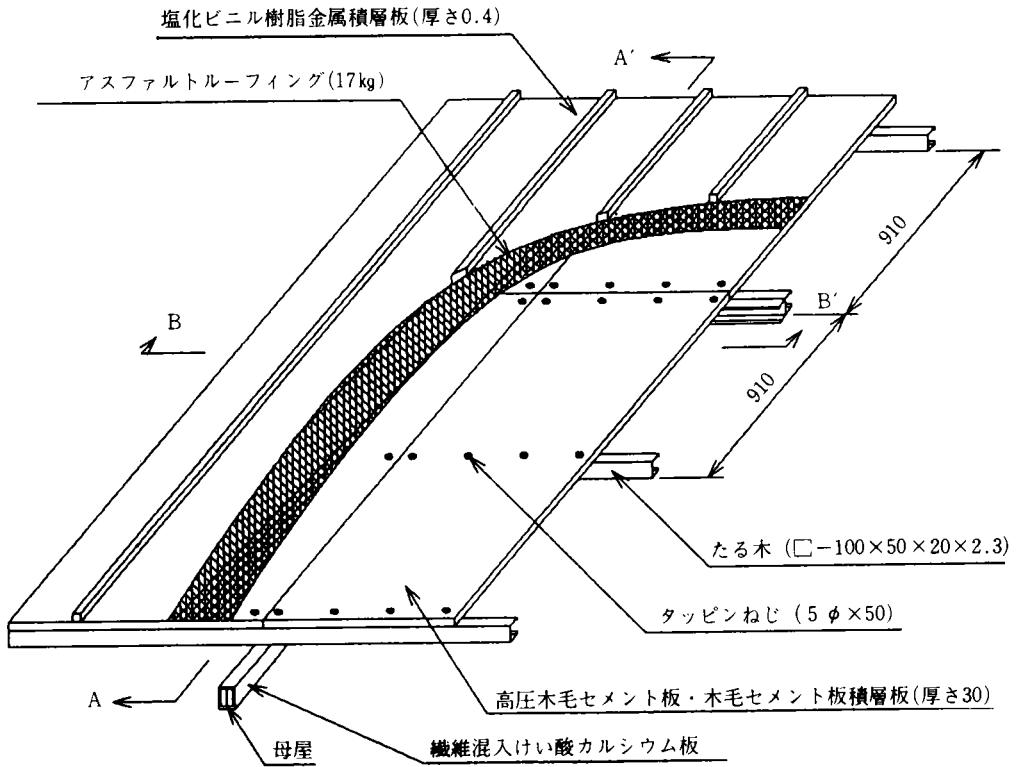 塩化ビニル樹脂金属積層板(厚さ0.4)
A′
アスファルトルーフィング(17kg)
910
B′
B
910
たる木 (□−100×50×20×2.3)
タッピンねじ (5φ×50)
A
高圧木毛セメント板・木毛セメント板積層板(厚さ30)
母屋
繊維混入けい酸カルシウム板